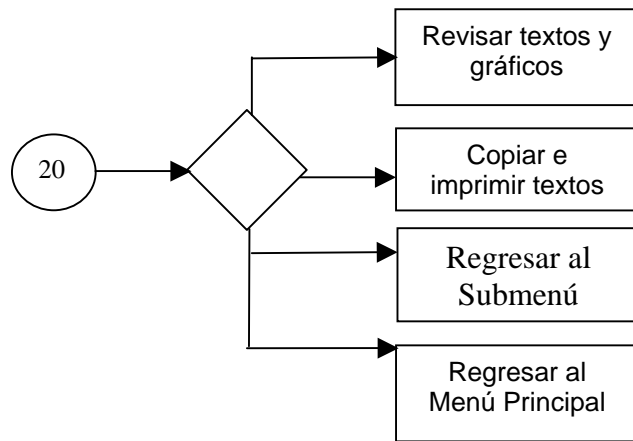 Revisar textos y
gráficos
20
Copiar e
imprimir textos
Regresar al
Submenú
Regresar al
Menú Principal